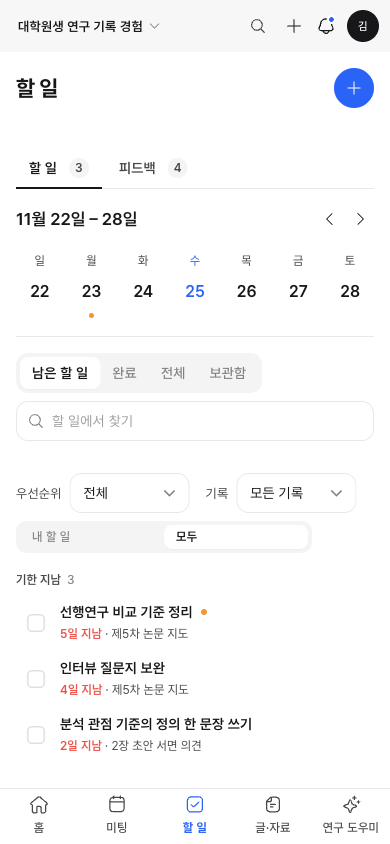 대학원생 연구 기록 경험
김
할 일
할 일 3 피드백 4
11월 22일 – 28일
일 월 화 수 목 금 토
22 23 24 25 26 27 28
남은 할 일 완료 전체 보관함
할 일에서 찾기
우선순위 전체 기록 모든 기록
내 할 일 모두
기한 지남 3
선행연구 비교 기준 정리
5일 지남 · 제5차 논문 지도
인터뷰 질문지 보완
4일 지남 · 제5차 논문 지도
분석 관점 기준의 정의 한 문장 쓰기
2일 지남 · 2장 초안 서면 의견
홈 미팅 할 일 글·자료 연구 도우미